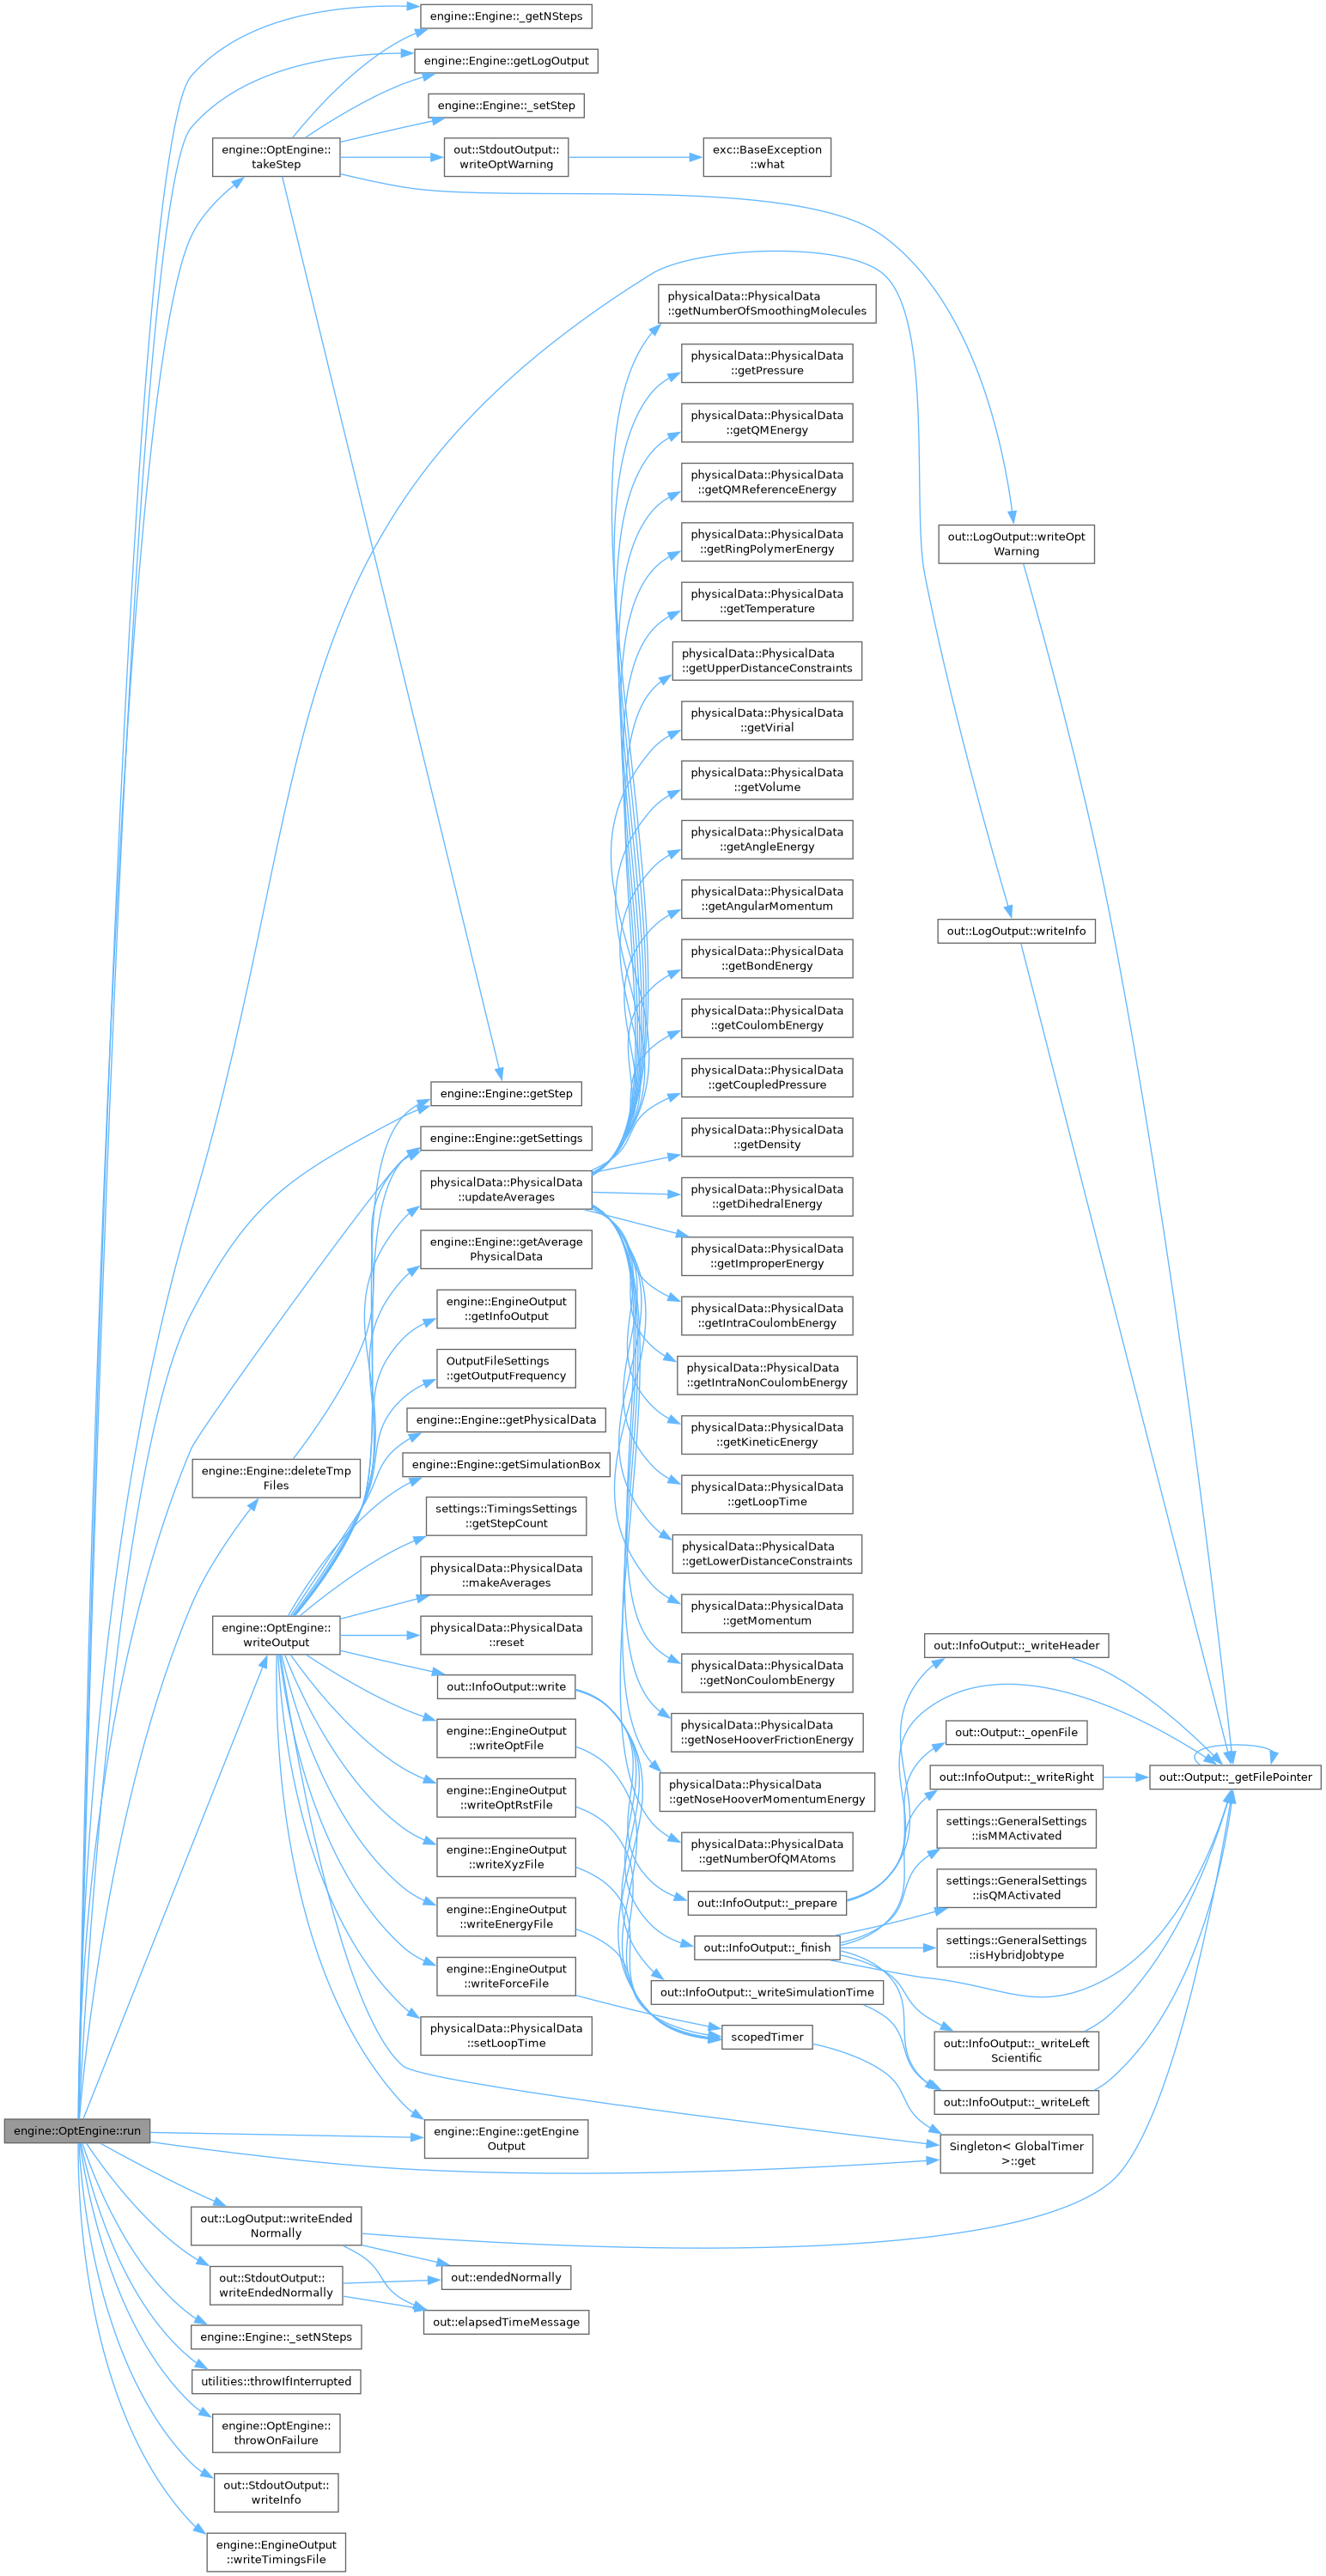 engine::Engine::_getNSteps
engine::Engine::getLogOutput
engine::Engine::_setStep
engine::OptEngine::
takeStep
out::StdoutOutput::
writeOptWarning
exc::BaseException
::what
physicalData::PhysicalData
::getNumberOfSmoothingMolecules
physicalData::PhysicalData
::getPressure
physicalData::PhysicalData
::getQMEnergy
physicalData::PhysicalData
::getQMReferenceEnergy
physicalData::PhysicalData
::getRingPolymerEnergy
out::LogOutput::writeOpt
Warning
physicalData::PhysicalData
::getTemperature
physicalData::PhysicalData
::getUpperDistanceConstraints
physicalData::PhysicalData
::getVirial
physicalData::PhysicalData
::getVolume
physicalData::PhysicalData
::getAngleEnergy
physicalData::PhysicalData
::getAngularMomentum
out::LogOutput::writeInfo
physicalData::PhysicalData
::getBondEnergy
physicalData::PhysicalData
::getCoulombEnergy
physicalData::PhysicalData
::getCoupledPressure
engine::Engine::getStep
engine::Engine::getSettings
physicalData::PhysicalData
::getDensity
physicalData::PhysicalData
::updateAverages
physicalData::PhysicalData
::getDihedralEnergy
engine::Engine::getAverage
PhysicalData
physicalData::PhysicalData
::getImproperEnergy
engine::EngineOutput
::getInfoOutput
physicalData::PhysicalData
::getIntraCoulombEnergy
OutputFileSettings
::getOutputFrequency
physicalData::PhysicalData
::getIntraNonCoulombEnergy
engine::Engine::getPhysicalData
physicalData::PhysicalData
::getKineticEnergy
engine::Engine::deleteTmp
Files
engine::Engine::getSimulationBox
physicalData::PhysicalData
::getLoopTime
settings::TimingsSettings
::getStepCount
physicalData::PhysicalData
::getLowerDistanceConstraints
physicalData::PhysicalData
::makeAverages
physicalData::PhysicalData
::getMomentum
engine::OptEngine::
writeOutput
physicalData::PhysicalData
::reset
out::InfoOutput::_writeHeader
physicalData::PhysicalData
::getNonCoulombEnergy
out::InfoOutput::write
physicalData::PhysicalData
::getNoseHooverFrictionEnergy
engine::EngineOutput
::writeOptFile
out::Output::_openFile
out::InfoOutput::_writeRight
out::Output::_getFilePointer
physicalData::PhysicalData
::getNoseHooverMomentumEnergy
engine::EngineOutput
::writeOptRstFile
settings::GeneralSettings
::isMMActivated
physicalData::PhysicalData
::getNumberOfQMAtoms
engine::EngineOutput
::writeXyzFile
settings::GeneralSettings
::isQMActivated
out::InfoOutput::_prepare
engine::EngineOutput
::writeEnergyFile
out::InfoOutput::_finish
settings::GeneralSettings
::isHybridJobtype
engine::EngineOutput
::writeForceFile
out::InfoOutput::_writeSimulationTime
physicalData::PhysicalData
::setLoopTime
scopedTimer
out::InfoOutput::_writeLeft
Scientific
out::InfoOutput::_writeLeft
engine::OptEngine::run
engine::Engine::getEngine
Output
Singleton< GlobalTimer
>::get
out::LogOutput::writeEnded
Normally
out::StdoutOutput::
writeEndedNormally
out::endedNormally
out::elapsedTimeMessage
engine::Engine::_setNSteps
utilities::throwIfInterrupted
engine::OptEngine::
throwOnFailure
out::StdoutOutput::
writeInfo
engine::EngineOutput
::writeTimingsFile